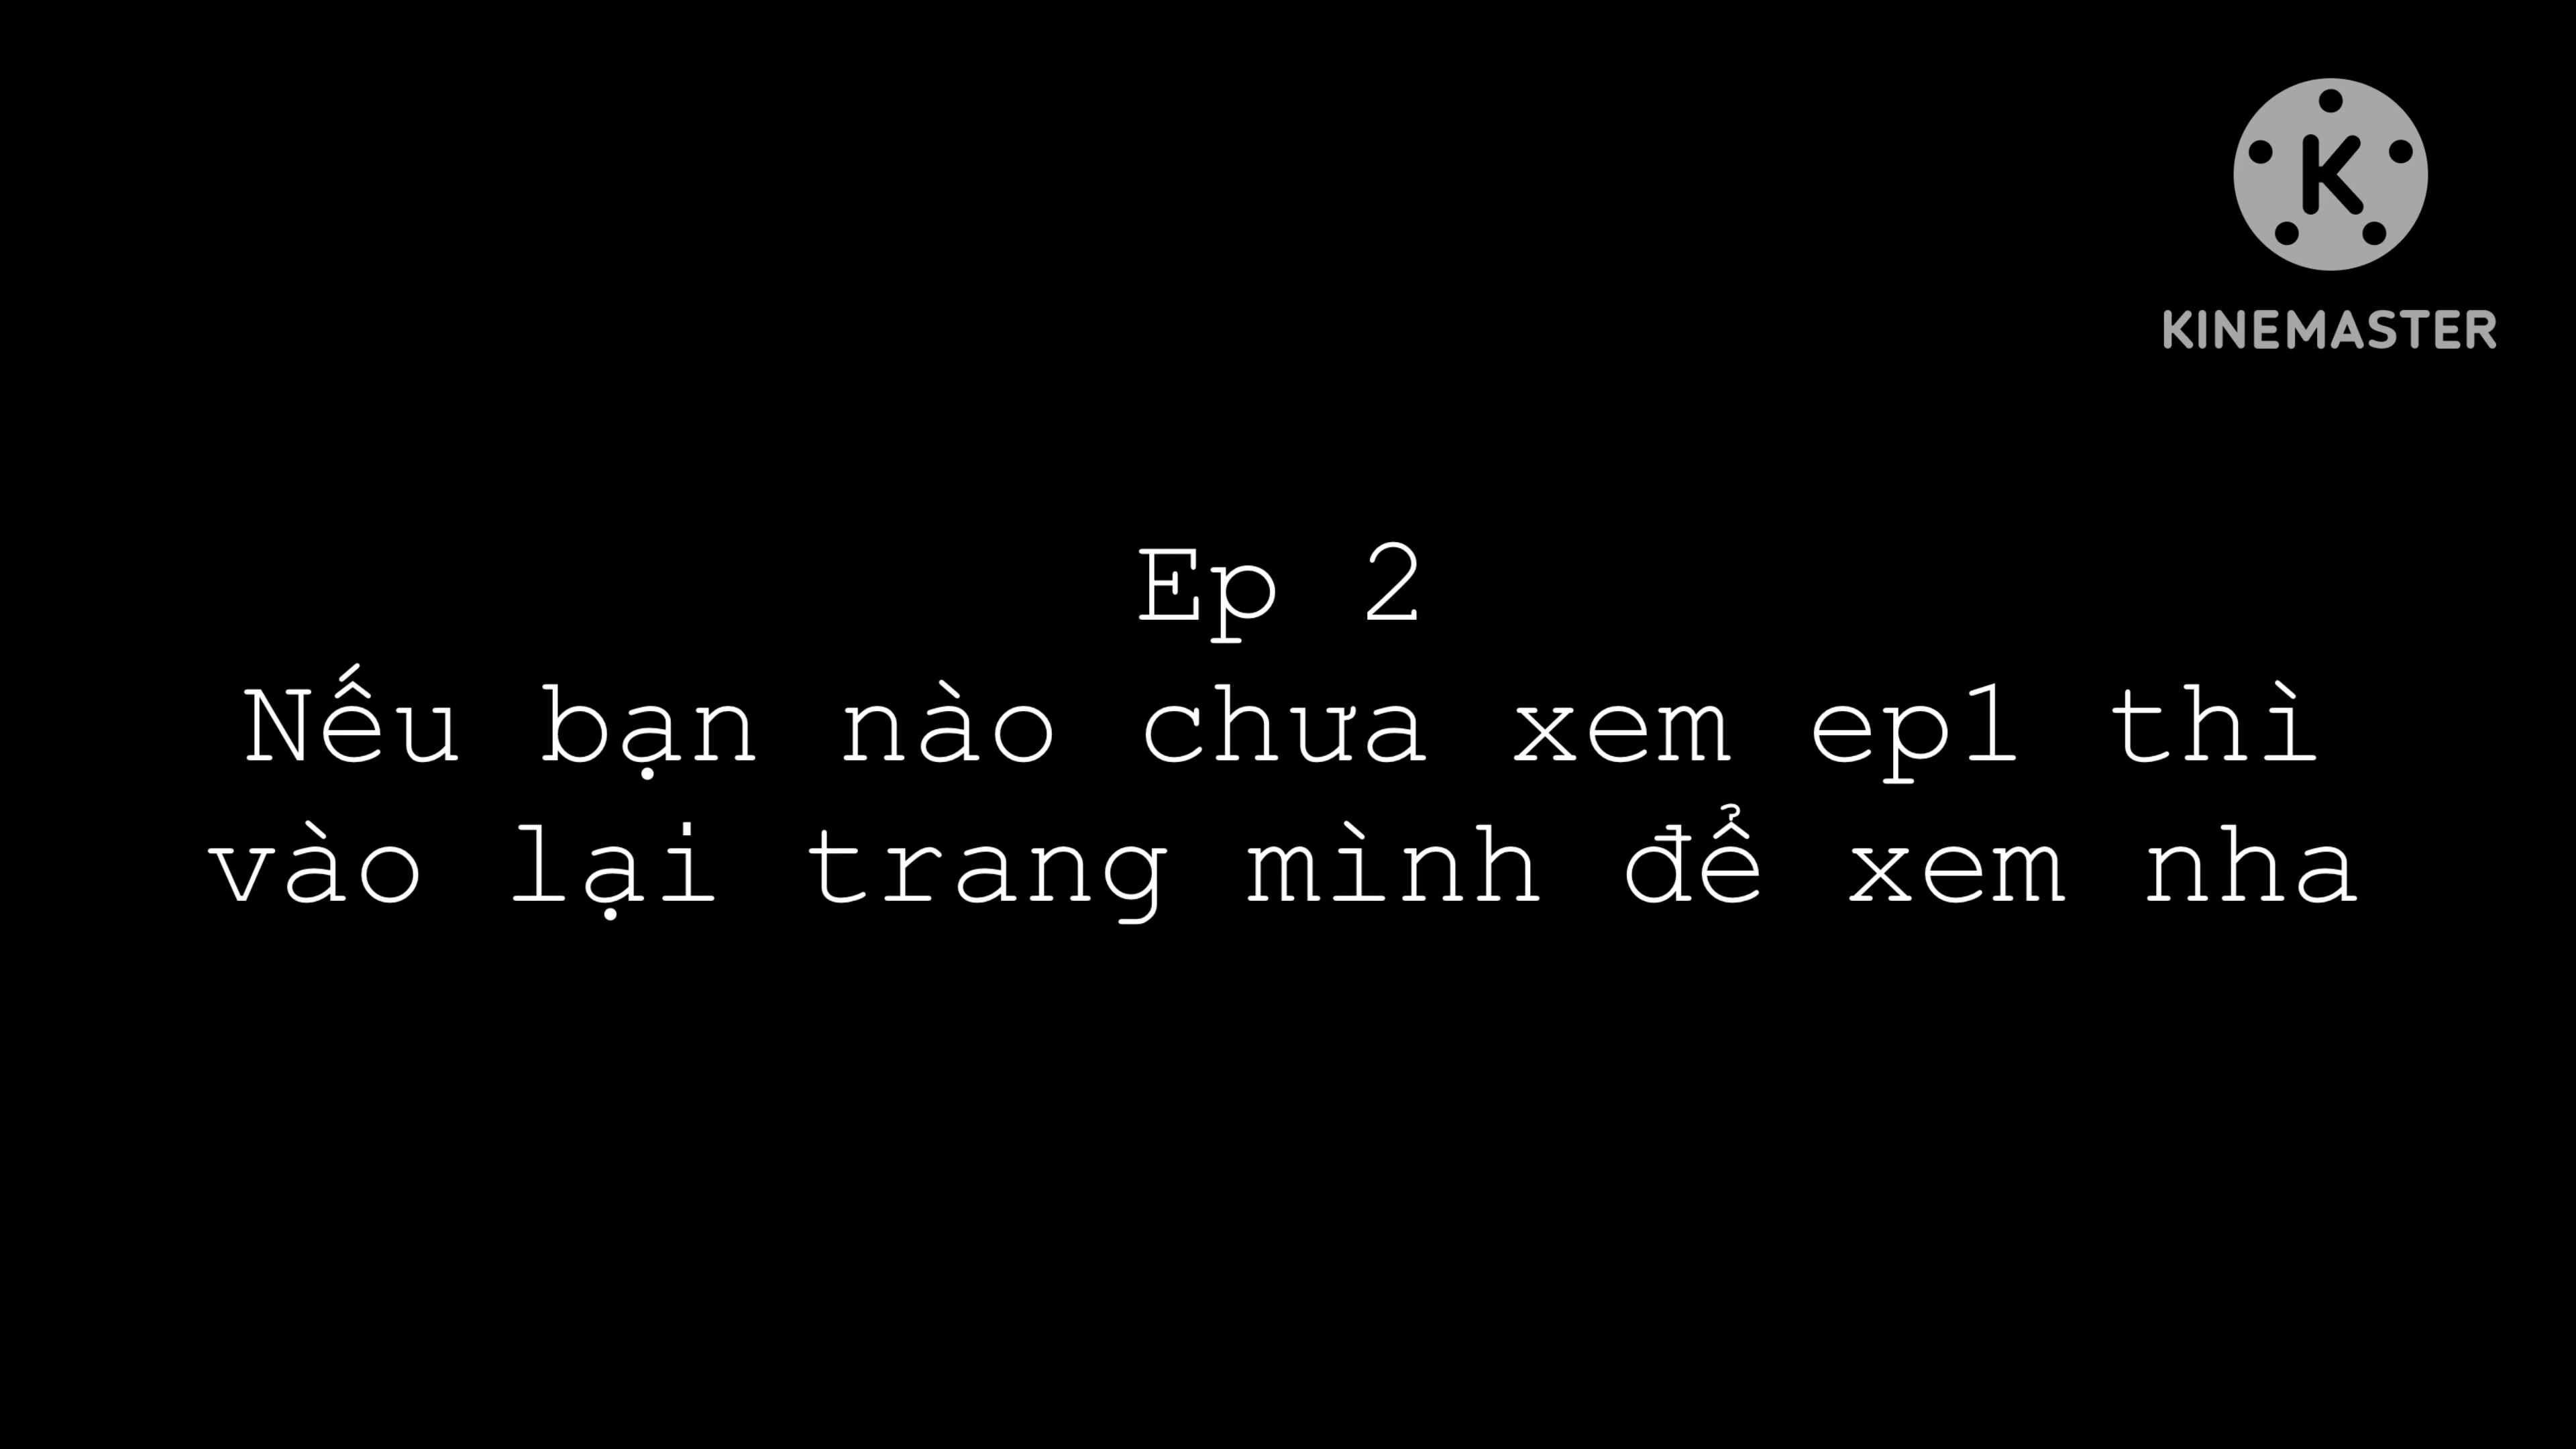 K
KINEMASTER
Ep 2
Nếu bạn nào chưa xem ep1 thì
vào lại trang mình để xem nha